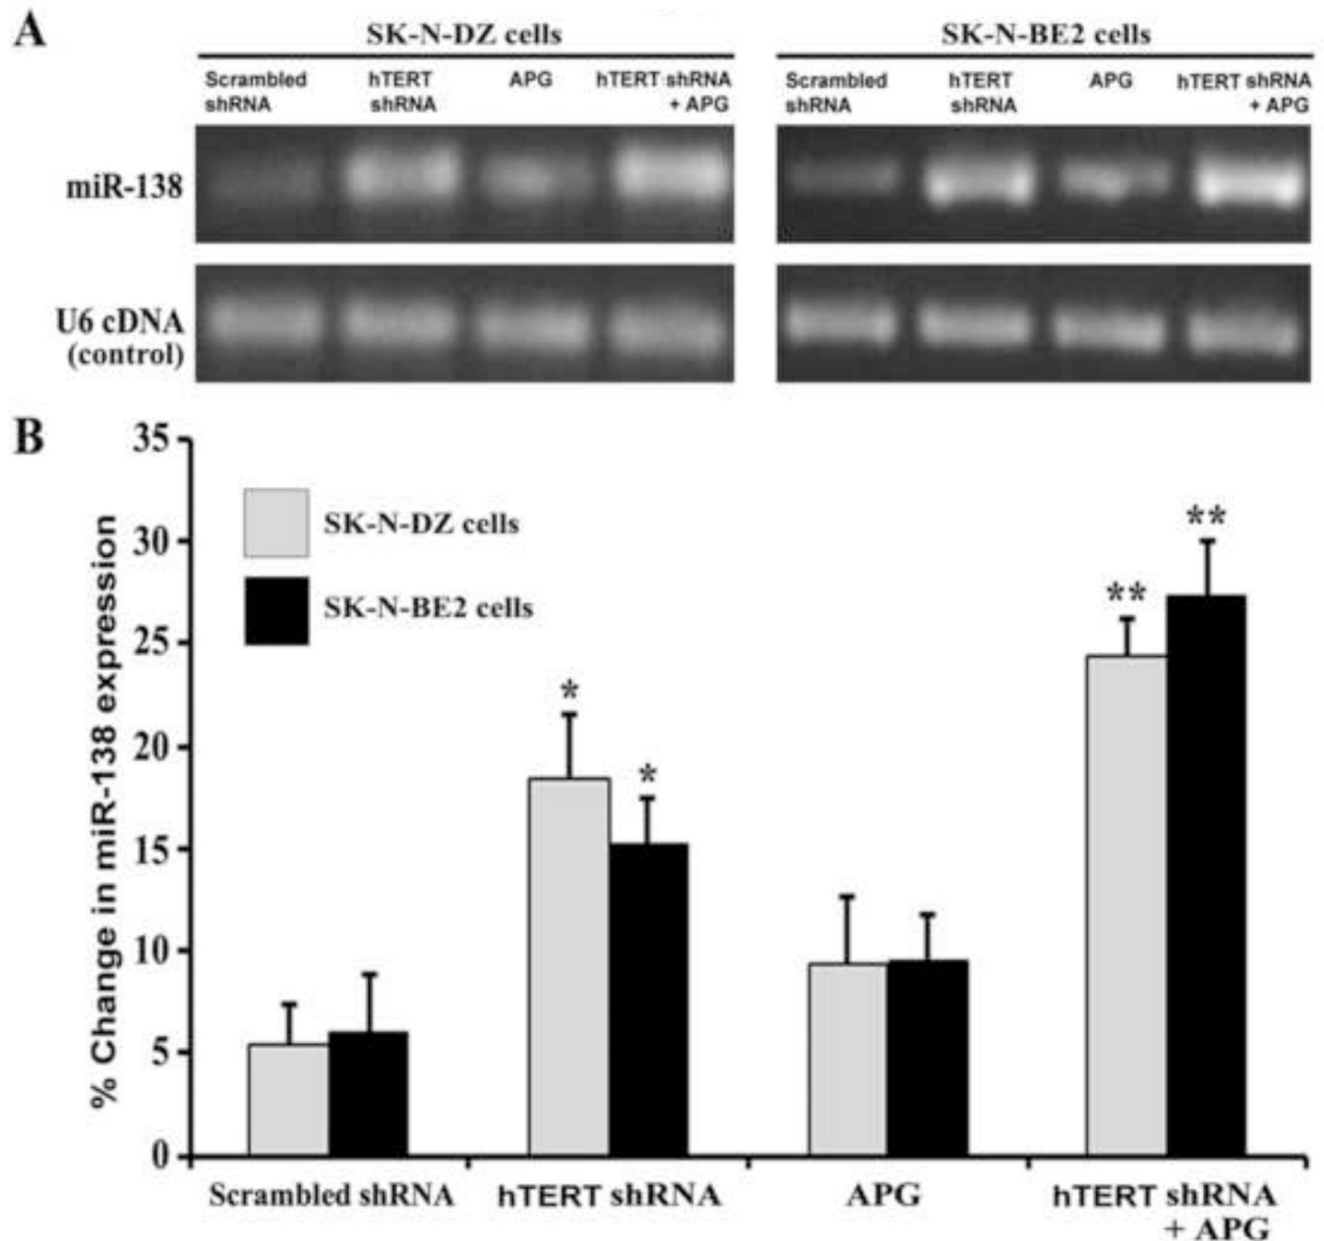 A
SK-N-DZ cells
SK-N-BE2 cells
Scrambled shRNA
hTERT shRNA
APG
hTERT shRNA + APG
Scrambled shRNA
hTERT shRNA
APG
hTERT shRNA + APG
miR-138
U6 cDNA
(control)
B
% Change in miR-138 expression
35
30
25
20
15
10
5
0
SK-N-DZ cells
SK-N-BE2 cells
*
*
**
**
Scrambled shRNA
hTERT shRNA
APG
hTERT shRNA
+ APG